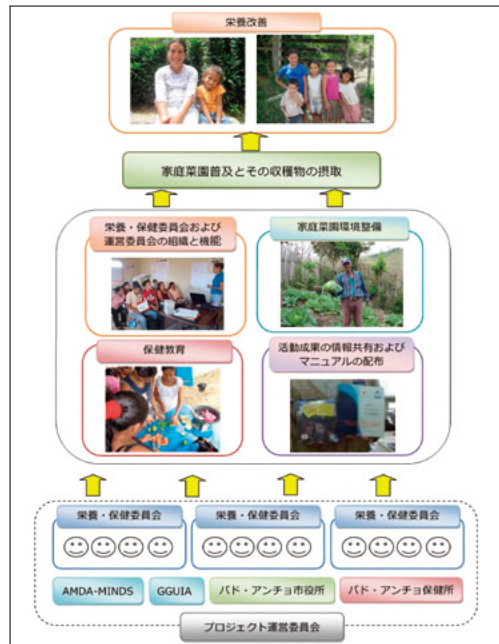 栄養改善
家庭菜園普及とその収穫物の摂取
栄養・保健委員会および
運営委員会の組織と機能
家庭菜園環境整備
保健教育
活動成果の情報共有および
マニュアルの配布
栄養・保健委員会
栄養・保健委員会
栄養・保健委員会
AMDA-MINDS
GGUIA
バド・アンチョ市役所
バド・アンチョ保健所
プロジェクト運営委員会